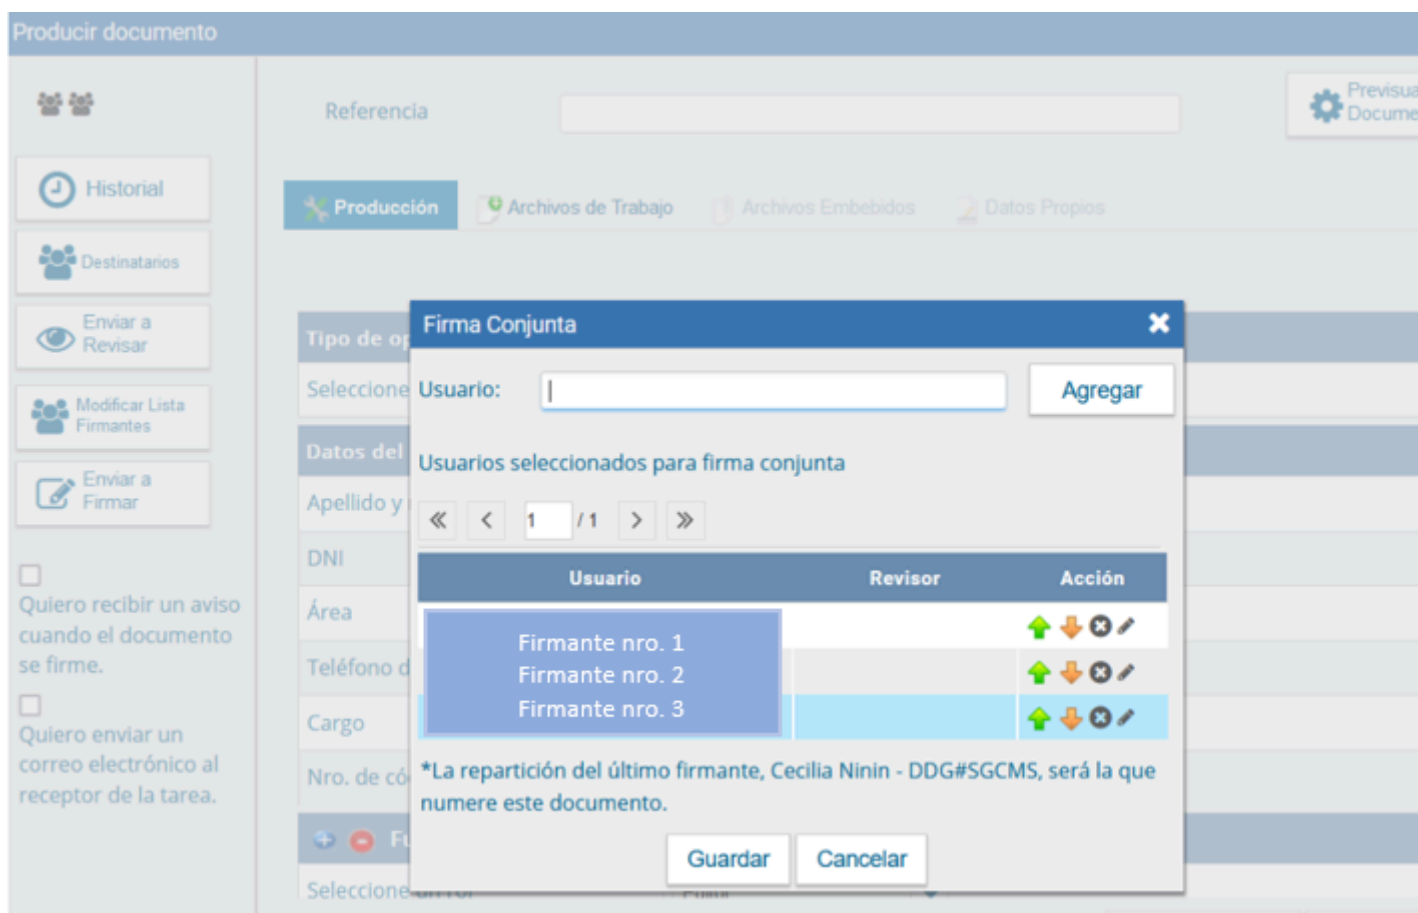 Producir documento
Referencia
Previsua
Docume
Historial
Destinatarios
Enviar a
Revisar
Modificar Lista
Firmantes
Enviar a
Firmar
Quiero recibir un aviso
cuando el documento
se firme.
Quiero enviar un
correo electrónico al
receptor de la tarea.
Producción
Archivos de Trabajo
Archivos Embebidos
Datos Propios
Tipo de op
Seleccione
Datos del
Apellido y
DNI
Área
Teléfono d
Cargo
Nro. de có
Fu
Seleccione un rol
Editor
Firma Conjunta
Usuario:
Agregar
Usuarios seleccionados para firma conjunta
1 / 1
Usuario Revisor Acción
Firmante nro. 1
Firmante nro. 2
Firmante nro. 3
*La repartición del último firmante, Cecilia Ninin - DDG#SGCMS, será la que
numere este documento.
Guardar
Cancelar